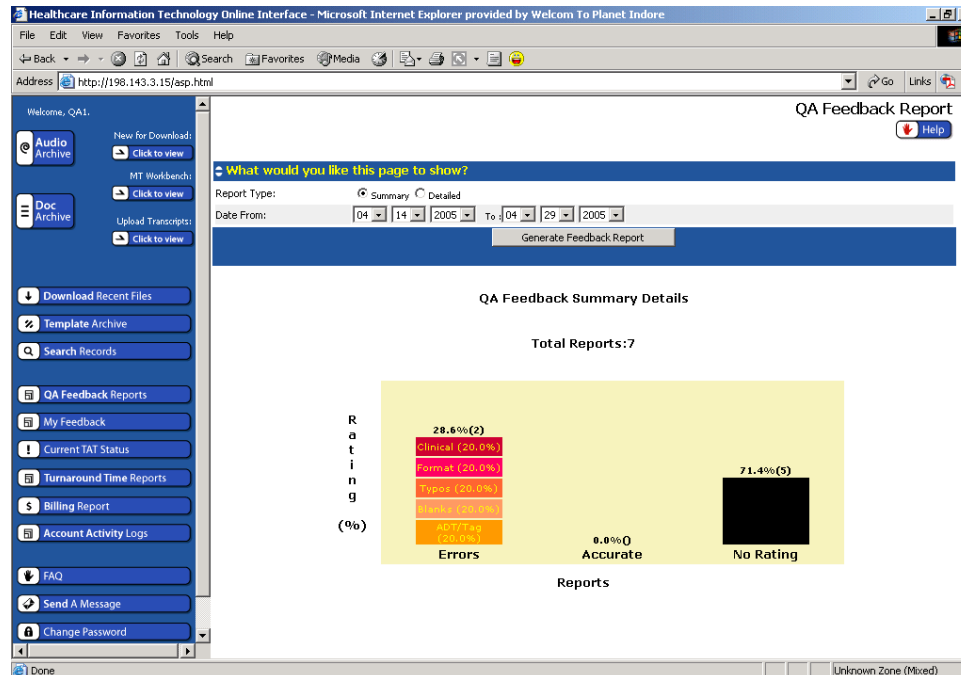 Healthcare Information Technology Online Interface - Microsoft Internet Explorer provided by Welcom To Planet Indore
File Edit View Favorites Tools Help
Back Search Favorites Media
Address http://198.143.3.15/asp.html Go Links
Welcome, QA1.
Audio Archive
New for Download:
Click to view
MT Workbench:
Click to view
Doc Archive
Upload Transcripts:
Click to view
Download Recent Files
Template Archive
Search Records
QA Feedback Reports
My Feedback
Current TAT Status
Turnaround Time Reports
Billing Report
Account Activity Logs
FAQ
Send A Message
Change Password
QA Feedback Report
Help
What would you like this page to show?
Report Type: Summary Detailed
Date From: 04 14 2005 To : 04 29 2005
Generate Feedback Report
QA Feedback Summary Details
Total Reports:7
Rating
(%)
28.6%(2)
Clinical (20.0%)
Format (20.0%)
Typos (20.0%)
Blanks (20.0%)
ADT/Tag
(20.0%)
Errors
0.0%()
Accurate
71.4%(5)
No Rating
Reports
Done Unknown Zone (Mixed)